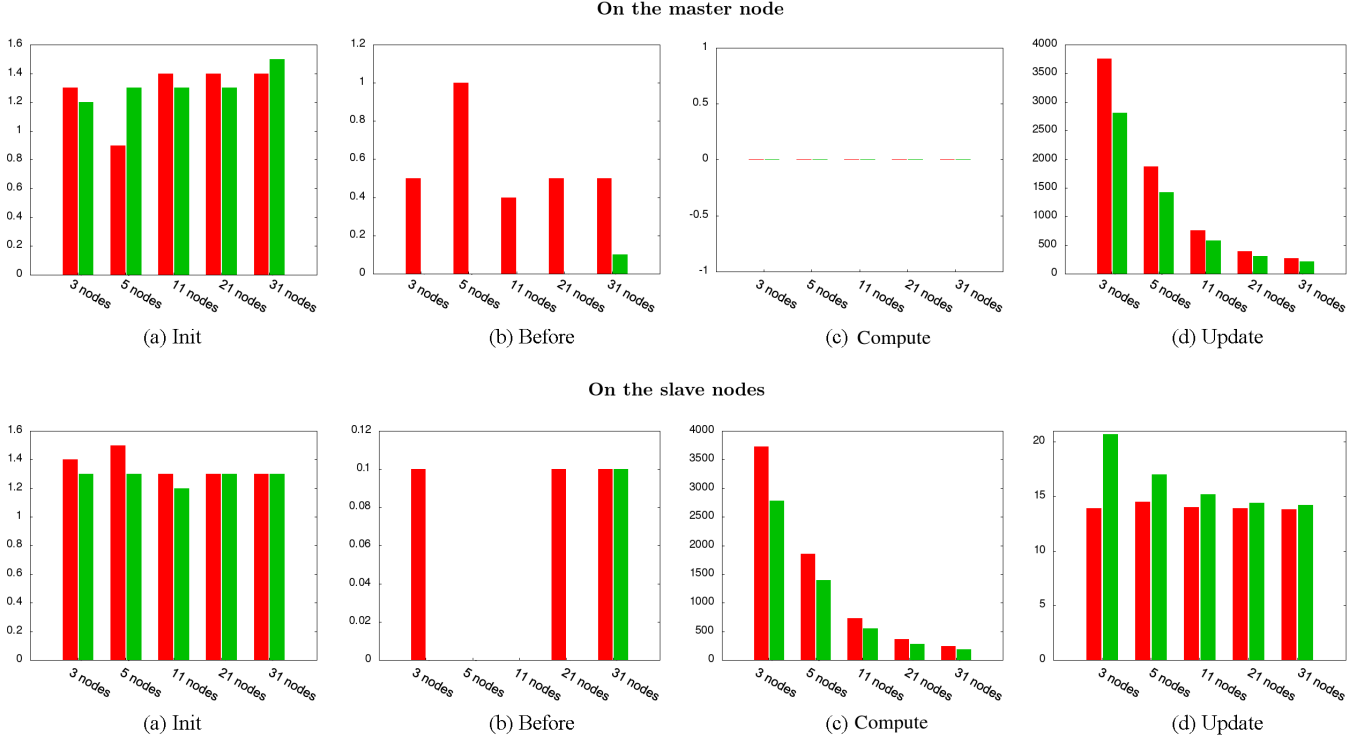 On the master node
1.6
1.4
1.2
1
0.8
0.6
0.4
0.2
0
3 nodes
5 nodes
11 nodes
21 nodes
31 nodes
(a) Init
1.2
1
0.8
0.6
0.4
0.2
0
3 nodes
5 nodes
11 nodes
21 nodes
31 nodes
(b) Before
1
0.5
0
-0.5
-1
3 nodes
5 nodes
11 nodes
21 nodes
31 nodes
(c) Compute
4000
3500
3000
2500
2000
1500
1000
500
0
3 nodes
5 nodes
11 nodes
21 nodes
31 nodes
(d) Update
On the slave nodes
1.6
1.4
1.2
1
0.8
0.6
0.4
0.2
0
3 nodes
5 nodes
11 nodes
21 nodes
31 nodes
(a) Init
0.12
0.1
0.08
0.06
0.04
0.02
0
3 nodes
5 nodes
11 nodes
21 nodes
31 nodes
(b) Before
4000
3500
3000
2500
2000
1500
1000
500
0
3 nodes
5 nodes
11 nodes
21 nodes
31 nodes
(c) Compute
20
15
10
5
0
3 nodes
5 nodes
11 nodes
21 nodes
31 nodes
(d) Update